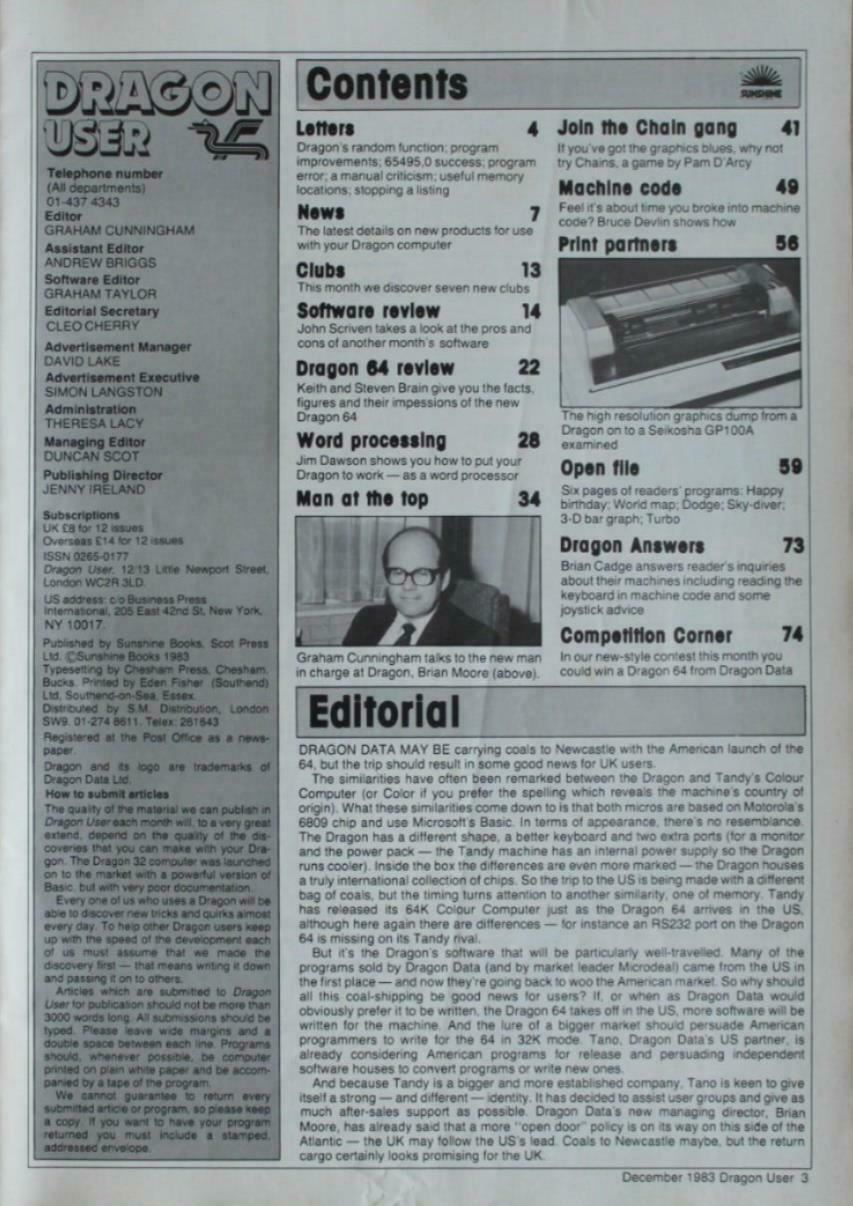 DRAGON
USER
Telephone number
(All departments)
01-437 4343
Editor
GRAHAM CUNNINGHAM
Assistant Editor
ANDREW BRIGGS
Software Editor
GRAHAM TAYLOR
Editorial Secretary
CLEO CHERRY
Advertisement Manager
DAVID LAKE
Advertisement Executive
SIMON LANGSTON
Administration
THERESA LACY
Managing Editor
DUNCAN SCOT
Publishing Director
JENNY IRELAND
Subscriptions
UK £8 for 12 issues
Overseas £14 for 12 issues
ISSN 0265-0177
Dragon User, 12/13 Little Newport Street,
London WC2R 3LD.
US address: c/o Business Press
International, 205 East 42nd St, New York,
NY 10017.
Published by Sunshine Books, Scot Press
Ltd. ©Sunshine Books 1983
Typesetting by Chesham Press, Chesham,
Bucks. Printed by Eden Fisher (Southend)
Ltd, Southend-on-Sea, Essex.
Distributed by S.M. Distribution, London
SW9. 01-274 8611. Telex: 261643
Registered at the Post Office as a news-
paper.
Dragon and its logo are trademarks of
Dragon Data Ltd.
How to submit articles
The quality of the material we can publish in
Dragon User each month will, to a very great
extend, depend on the quality of the dis-
coveries that you can make with your Dra-
gon. The Dragon 32 computer was launched
on to the market with a powerful version of
Basic, but with very poor documentation.
Every one of us who uses a Dragon will be
able to discover new tricks and quirks almost
every day. To help other Dragon users keep
up with the speed of the development each
of us must assume that we made the
discovery first — that means writing it down
and passing it on to others.
Articles which are submitted to Dragon
User for publication should not be more than
3000 words long. All submissions should be
typed. Please leave wide margins and a
double space between each line. Programs
should, whenever possible, be computer
printed on plain white paper and be accom-
panied by a tape of the program.
We cannot guarantee to return every
submitted article or program, so please keep
a copy. If you want to have your program
returned you must include a stamped,
addressed envelope.
Contents
SUNSHINE
Letters 4
Dragon's random function; program
improvements; 65495,0 success; program
error; a manual criticism; useful memory
locations; stopping a listing
News 7
The latest details on new products for use
with your Dragon computer
Clubs 13
This month we discover seven new clubs
Software review 14
John Scriven takes a look at the pros and
cons of another month's software
Dragon 64 review 22
Keith and Steven Brain give you the facts,
figures and their impessions of the new
Dragon 64
Word processing 28
Jim Dawson shows you how to put your
Dragon to work — as a word processor
Man at the top 34
Graham Cunningham talks to the new man
in charge at Dragon, Brian Moore (above).
Join the Chain gang 41
If you've got the graphics blues, why not
try Chains, a game by Pam D'Arcy
Machine code 49
Feel it's about time you broke into machine
code? Bruce Devlin shows how
Print partners 56
The high resolution graphics dump from a
Dragon on to a Seikosha GP100A
examined
Open file 59
Six pages of readers' programs: Happy
birthday; World map; Dodge; Sky-diver;
3-D bar graph; Turbo
Dragon Answers 73
Brian Cadge answers reader's inquiries
about their machines including reading the
keyboard in machine code and some
joystick advice
Competition Corner 74
In our new-style contest this month you
could win a Dragon 64 from Dragon Data
Editorial
DRAGON DATA MAY BE carrying coals to Newcastle with the American launch of the
64, but the trip should result in some good news for UK users.
The similarities have often been remarked between the Dragon and Tandy's Colour
Computer (or Color if you prefer the spelling which reveals the machine's country of
origin). What these similarities come down to is that both micros are based on Motorola's
6809 chip and use Microsoft's Basic. In terms of appearance, there's no resemblance.
The Dragon has a different shape, a better keyboard and two extra ports (for a monitor
and the power pack — the Tandy machine has an internal power supply so the Dragon
runs cooler). Inside the box the differences are even more marked — the Dragon houses
a truly international collection of chips. So the trip to the US is being made with a different
bag of coals, but the timing turns attention to another similarity, one of memory. Tandy
has released its 64K Colour Computer just as the Dragon 64 arrives in the US,
although here again there are differences — for instance an RS232 port on the Dragon
64 is missing on its Tandy rival.
But it's the Dragon's software that will be particularly well-travelled. Many of the
programs sold by Dragon Data (and by market leader Microdeal) came from the US in
the first place — and now they're going back to woo the American market. So why should
all this coal-shipping be good news for users? If, or when as Dragon Data would
obviously prefer it to be written, the Dragon 64 takes off in the US, more software will be
written for the machine. And the lure of a bigger market should persuade American
programmers to write for the 64 in 32K mode. Tano, Dragon Data's US partner, is
already considering American programs for release and persuading independent
software houses to convert programs or write new ones.
And because Tandy is a bigger and more established company, Tano is keen to give
itself a strong — and different — identity. It has decided to assist user groups and give as
much after-sales support as possible. Dragon Data's new managing director, Brian
Moore, has already said that a more "open door" policy is on its way on this side of the
Atlantic — the UK may follow the US's lead. Coals to Newcastle maybe, but the return
cargo certainly looks promising for the UK.
December 1983 Dragon User 3